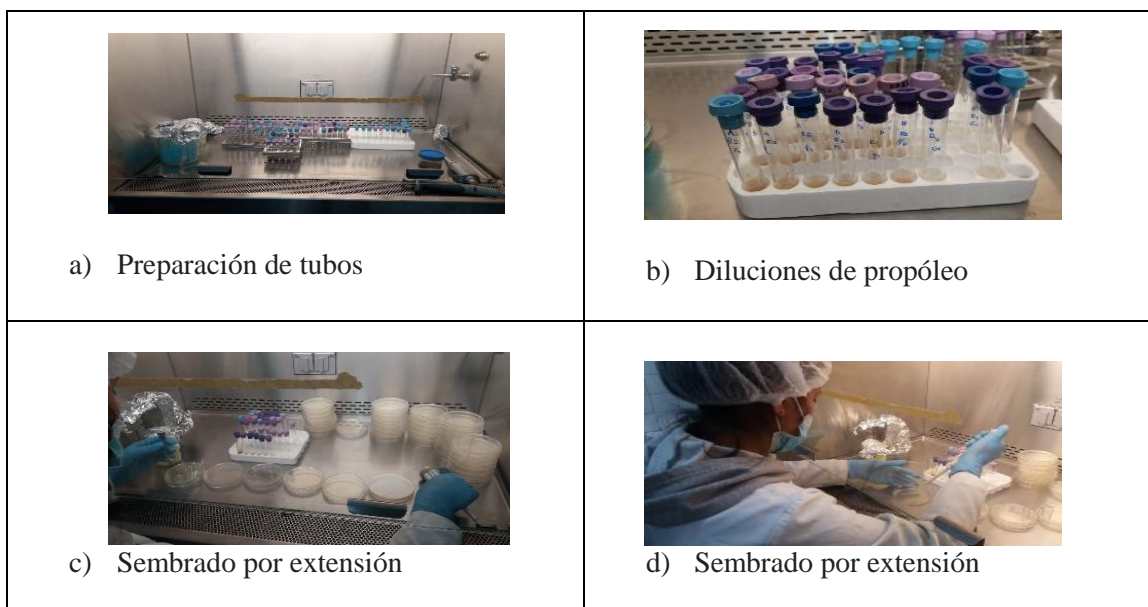 a) Preparación de tubos
b) Diluciones de propóleo
c) Sembrado por extensión
d) Sembrado por extensión